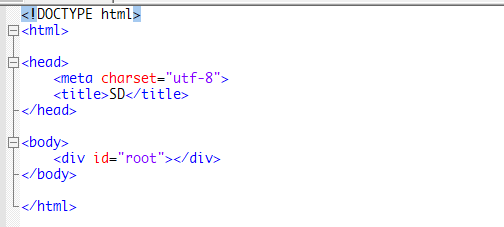 <!DOCTYPE html>
<html>
<head>
<meta charset="utf-8">
<title>SD</title>
</head>
<body>
<div id="root"></div>
</body>
</html>